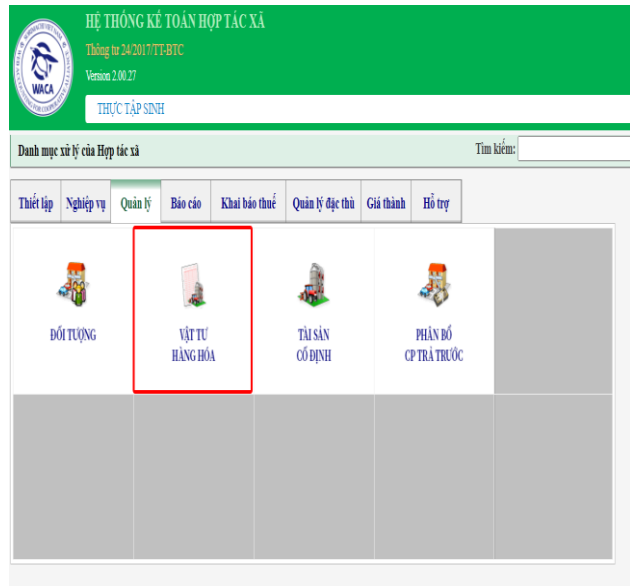 HỆ THỐNG KẾ TOÁN HỢP TÁC XÃ
Thông tư 24/2017/TT-BTC
Version 2.00.27
WACA
THỰC TẬP SINH
Danh mục xử lý của Hợp tác xã
Tìm kiếm:
Thiết lập Nghiệp vụ Quản lý Báo cáo Khai báo thuế Quản lý đặc thù Giá thành Hỗ trợ
ĐỐI TƯỢNG VẬT TƯ TÀI SẢN PHÂN BỔ
HÀNG HÓA CỐ ĐỊNH CP TRẢ TRƯỚC